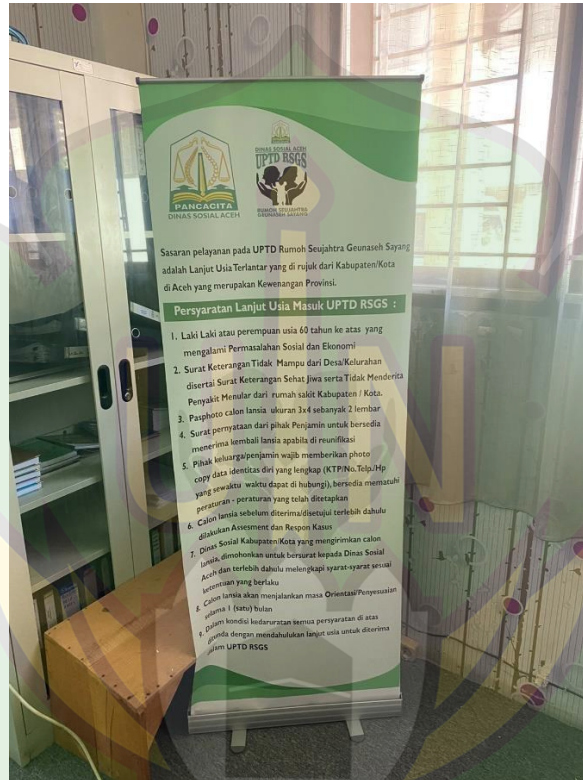 PANCACITA
DINAS SOSIAL ACEH
DINAS SOSIAL ACEH
UPTD RSGS
RUMOH SEUJAHTRA
GEUNASEH SAYANG
Sasaran pelayanan pada UPTD Rumoh Seujahtra Geunaseh Sayang
adalah Lanjut Usia Terlantar yang di rujuk dari Kabupaten/Kota
di Aceh yang merupakan Kewenangan Provinsi.
Persyaratan Lanjut Usia Masuk UPTD RSGS :
1. Laki Laki atau perempuan usia 60 tahun ke atas yang
mengalami Permasalahan Sosial dan Ekonomi
2. Surat Keterangan Tidak Mampu dari Desa/Kelurahan
disertai Surat Keterangan Sehat Jiwa serta Tidak Menderita
Penyakit Menular dari rumah sakit Kabupaten / Kota.
3. Pasphoto calon lansia ukuran 3x4 sebanyak 2 lembar
4. Surat pernyataan dari pihak Penjamin untuk bersedia
menerima kembali lansia apabila di reunifikasi
5. Pihak keluarga/penjamin wajib memberikan photo
copy data identitas diri yang lengkap (KTP/No.Telp./Hp
yang sewaktu waktu dapat di hubungi), bersedia mematuhi
peraturan - peraturan yang telah ditetapkan
6. Calon lansia sebelum diterima/disetujui terlebih dahulu
dilakukan Assesment dan Respon Kasus
7. Dinas Sosial Kabupaten/Kota yang mengirimkan calon
lansia, dimohonkan untuk bersurat kepada Dinas Sosial
Aceh dan terlebih dahulu melengkapi syarat-syarat sesuai
ketentuan yang berlaku
8. Calon lansia akan menjalankan masa Orientasi/Penyesuaian
selama 1 (satu) bulan
9. Dalam kondisi kedaruratan semua persyaratan di atas
ditunda dengan mendahulukan lanjut usia untuk diterima
dalam UPTD RSGS